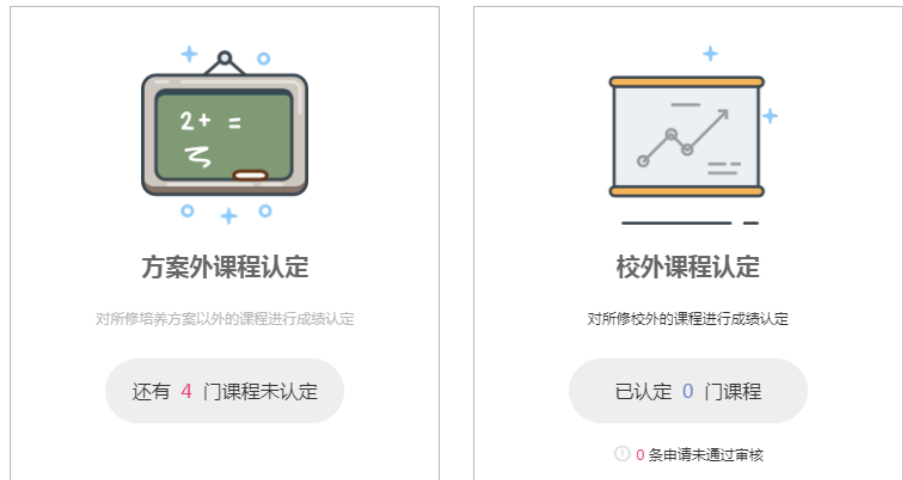 2+ =
方案外课程认定
对所修培养方案以外的课程进行成绩认定
还有 4 门课程未认定
校外课程认定
对所修校外的课程进行成绩认定
已认定 0 门课程
0 条申请未通过审核